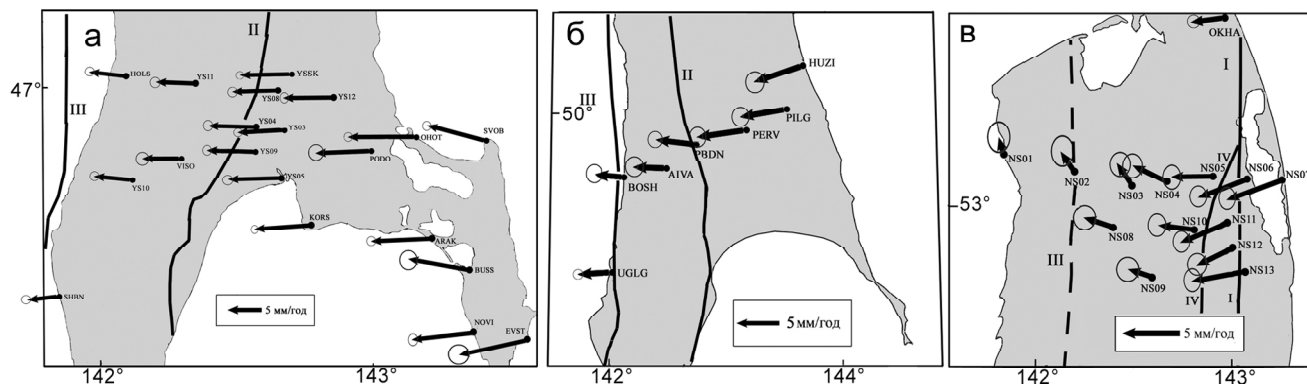 а
II
III
47°
HOLS
YS11
YSSK
YS08
YS12
YS04
YS03
OHOT
SVOB
VISO
YS09
PODO
YS10
YS05
KORS
ARAK
BUSS
SHBN
NOVI
EVST
5 мм/год
142°
143°
б
III
II
50°
HUZI
PILG
PERV
PBDN
AIVA
BOSH
UGLG
5 мм/год
142°
144°
в
OKHA
I
NS01
NS02
NS03
NS04
NS05
IV
NS06
NS07
53°
NS08
NS10
NS11
NS12
III
NS09
NS13
IV
I
5 мм/год
142°
143°